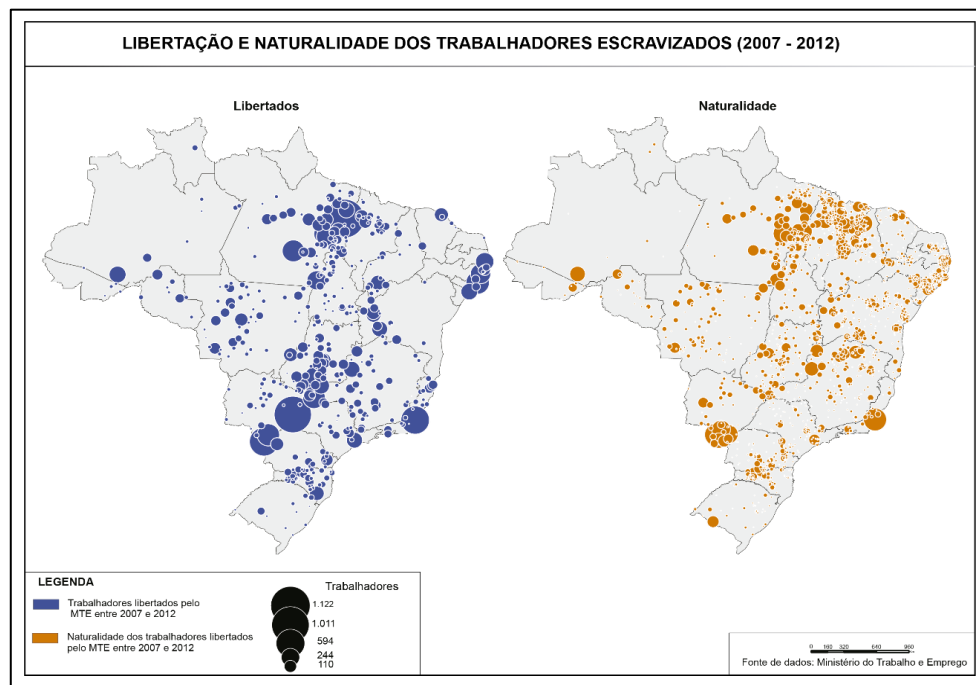 LIBERTAÇÃO E NATURALIDADE DOS TRABALHADORES ESCRAVIZADOS (2007 - 2012)
Libertados
Naturalidade
LEGENDA
Trabalhadores libertados pelo
MTE entre 2007 e 2012
Naturalidade dos trabalhadores libertados
pelo MTE entre 2007 e 2012
Trabalhadores
1.122
1.011
594
244
110
0 160 320 640 960
Fonte de dados: Ministério do Trabalho e Emprego